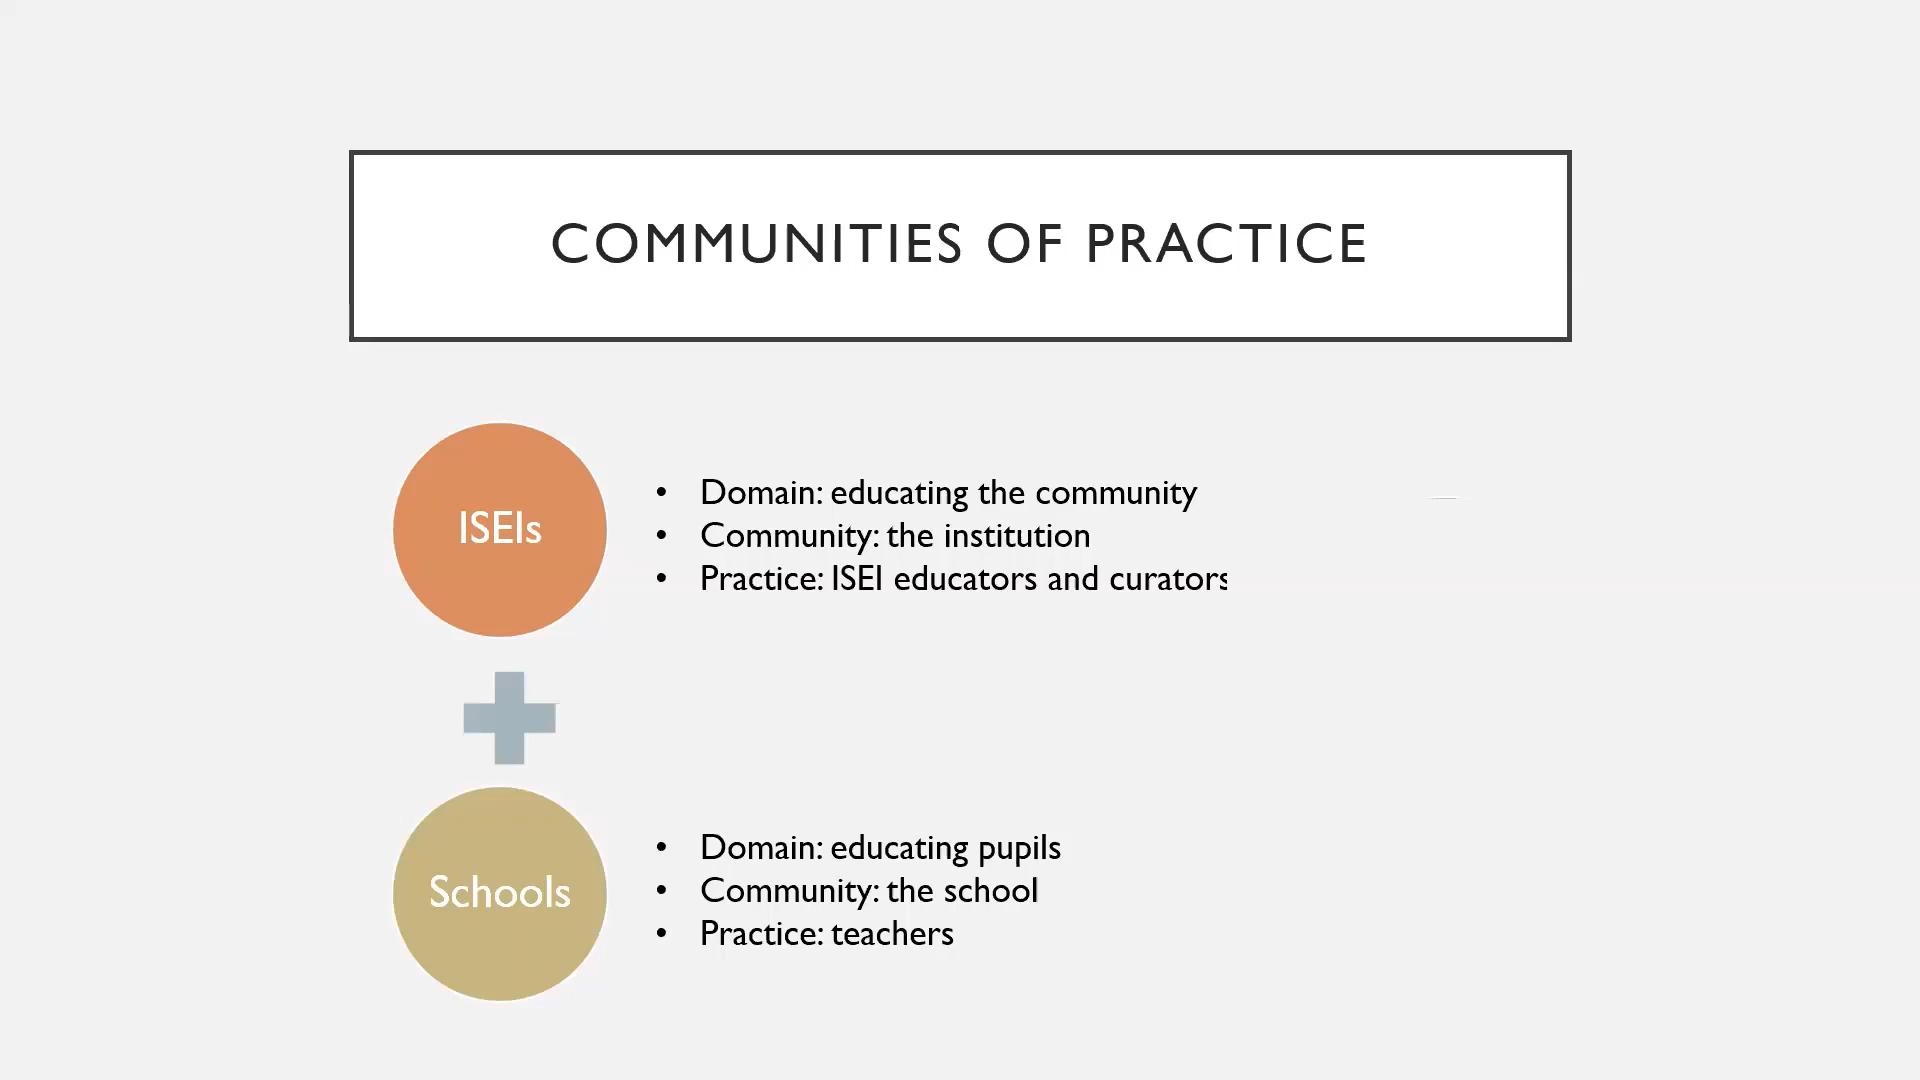 COMMUNITIES OF PRACTICE
ISEIs
• Domain: educating the community
• Community: the institution
• Practice: ISEI educators and curators
Schools
• Domain: educating pupils
• Community: the school
• Practice: teachers